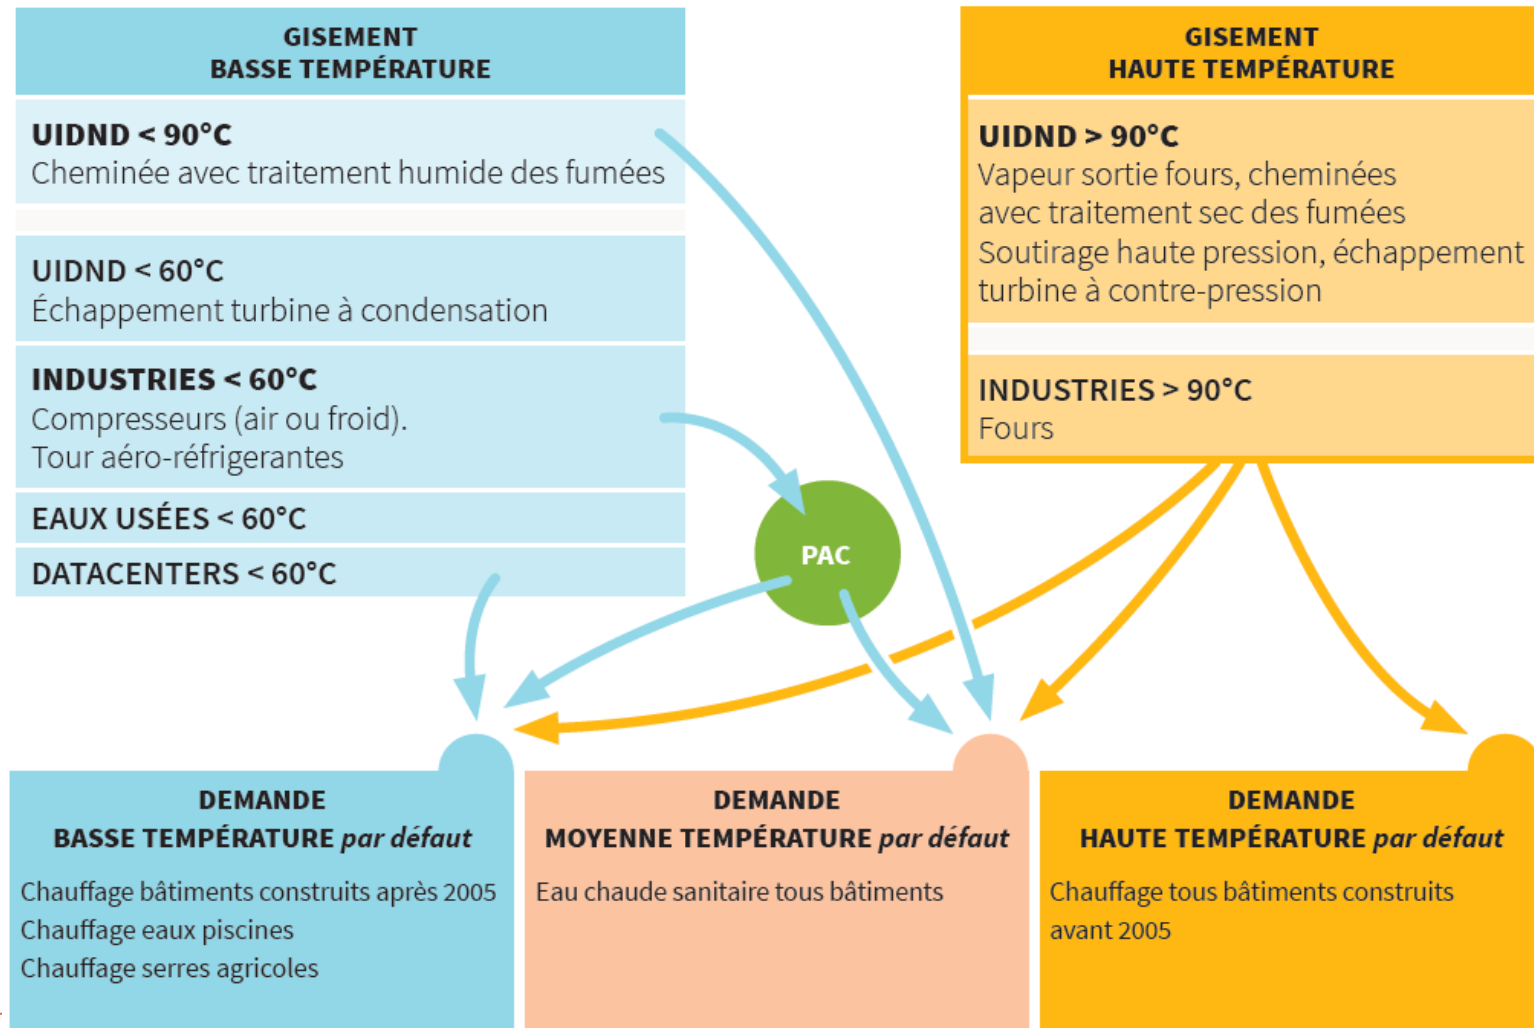 GISEMENT
BASSE TEMPÉRATURE
UIDND < 90°C
Cheminée avec traitement humide des fumées
UIDND < 60°C
Échappement turbine à condensation
INDUSTRIES < 60°C
Compresseurs (air ou froid).
Tour aéro-réfrigerantes
EAUX USÉES < 60°C
DATACENTERS < 60°C
GISEMENT
HAUTE TEMPÉRATURE
UIDND > 90°C
Vapeur sortie fours, cheminées
avec traitement sec des fumées
Soutirage haute pression, échappement
turbine à contre-pression
INDUSTRIES > 90°C
Fours
PAC
DEMANDE
BASSE TEMPÉRATURE par défaut
Chauffage bâtiments construits après 2005
Chauffage eaux piscines
Chauffage serres agricoles
DEMANDE
MOYENNE TEMPÉRATURE par défaut
Eau chaude sanitaire tous bâtiments
DEMANDE
HAUTE TEMPÉRATURE par défaut
Chauffage tous bâtiments construits
avant 2005